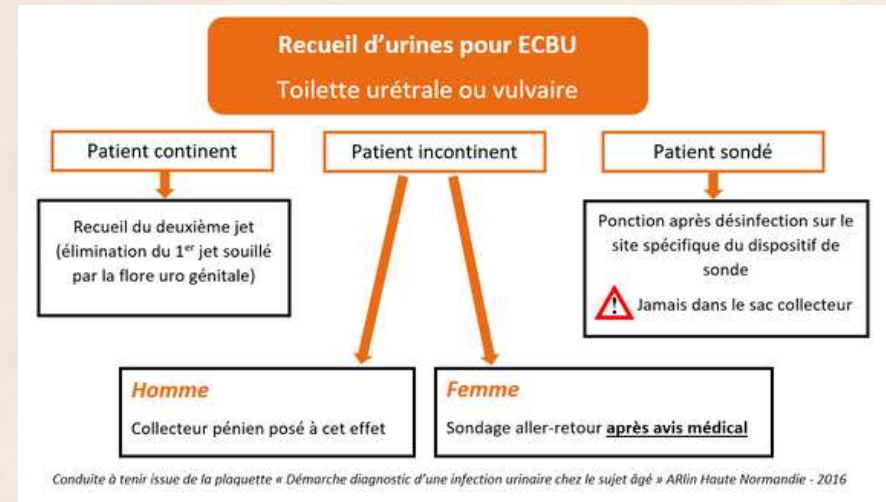 Recueil d’urines pour ECBU
Toilette urétrale ou vulvaire
Patient continent
Patient incontinent
Patient sondé
Recueil du deuxième jet
(élimination du 1er jet souillé
par la flore uro génitale)
Ponction après désinfection sur le
site spécifique du dispositif de
sonde
! Jamais dans le sac collecteur
Homme
Collecteur pénien posé à cet effet
Femme
Sondage aller-retour après avis médical
Conduite à tenir issue de la plaquette « Démarche diagnostic d’une infection urinaire chez le sujet âgé » ARlin Haute Normandie - 2016